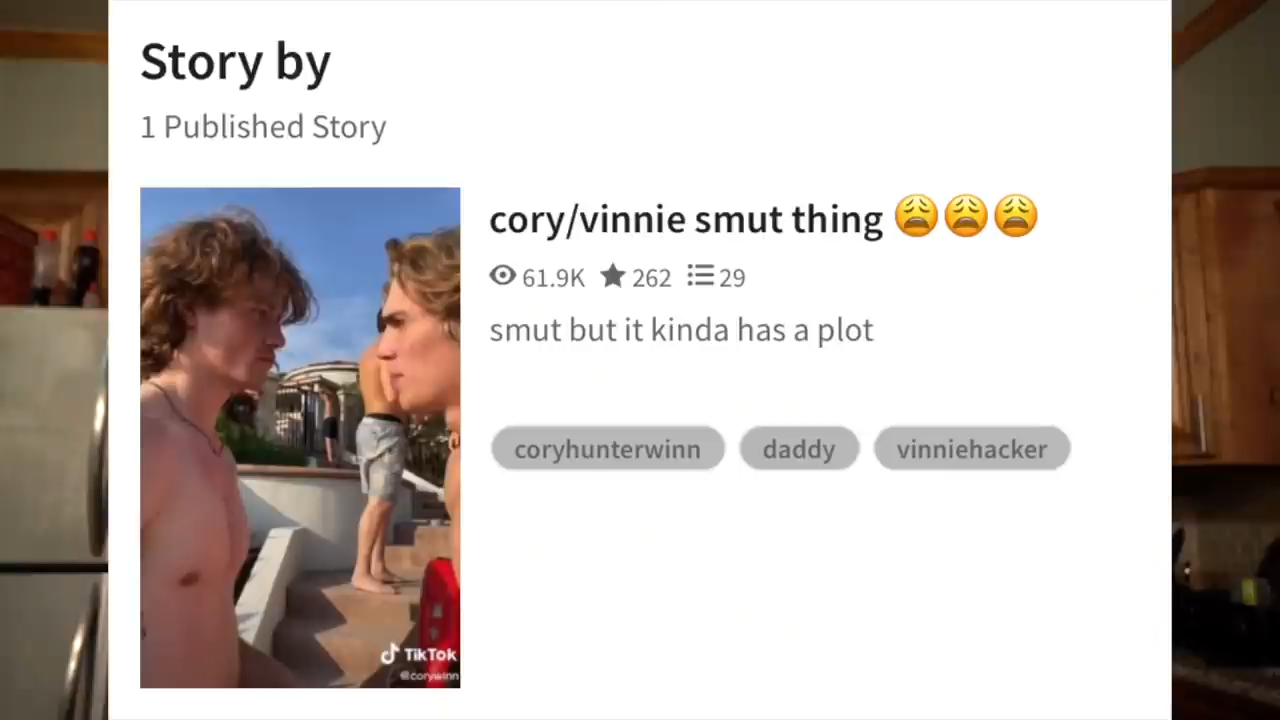 Story by
1 Published Story
cory/vinnie smut thing 😩😩😩
61.9K 262 29
smut but it kinda has a plot
coryhunterwinn daddy vinniehacker
TikTok
@corywinn